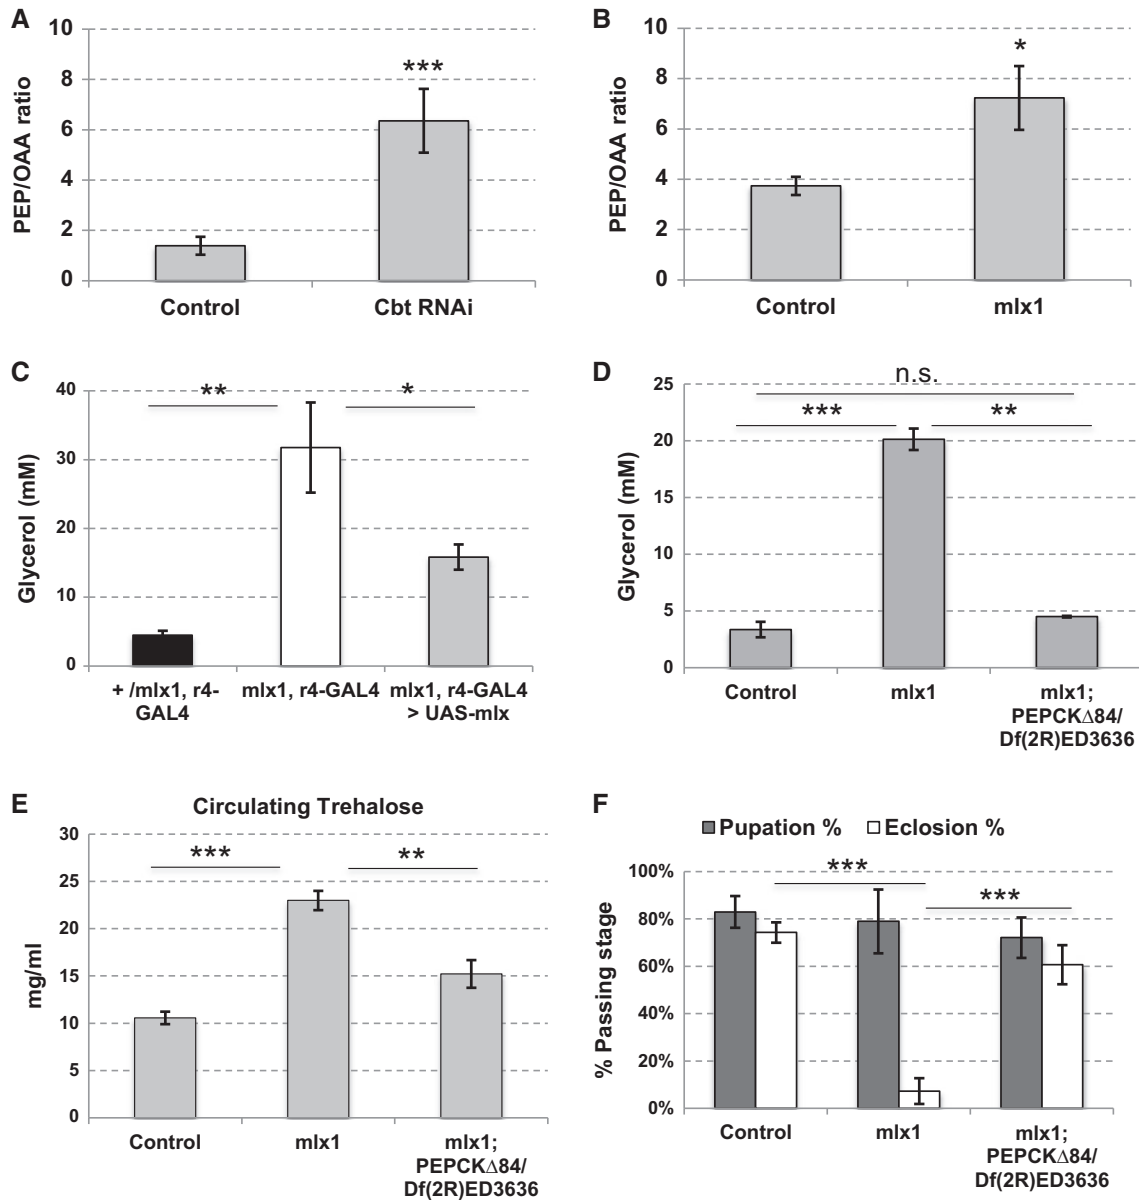 A
10
8
6
4
2
0
PEP/OAA ratio
***
Control
Cbt RNAi
B
10
8
6
4
2
0
PEP/OAA ratio
*
Control
mlx1
C
40
30
20
10
0
Glycerol (mM)
**
*
+ /mlx1, r4-
GAL4
mlx1, r4-GAL4
mlx1, r4-GAL4
> UAS-mlx
D
25
20
15
10
5
0
Glycerol (mM)
n.s.
***
**
Control
mlx1
mlx1;
PEPCKΔ84/
Df(2R)ED3636
E
Circulating Trehalose
30
25
20
15
10
5
0
mg/ml
***
**
Control
mlx1
mlx1;
PEPCKΔ84/
Df(2R)ED3636
F
Pupation %
Eclosion %
100%
80%
60%
40%
20%
0%
% Passing stage
***
***
Control
mlx1
mlx1;
PEPCKΔ84/
Df(2R)ED3636